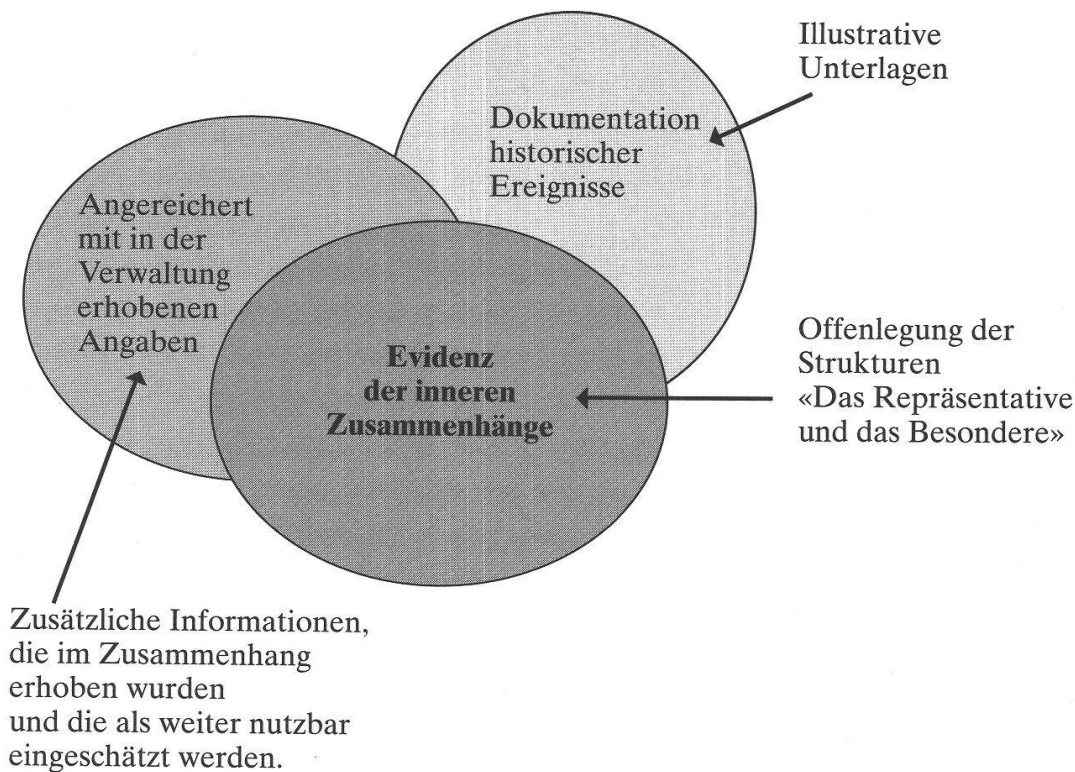 Illustrative
Unterlagen
Dokumentation
historischer
Ereignisse
Angereichert
mit in der
Verwaltung
erhobenen
Angaben
Evidenz
der inneren
Zusammenhänge
Offenlegung der
Strukturen
«Das Repräsentative
und das Besondere»
Zusätzliche Informationen,
die im Zusammenhang
erhoben wurden
und die als weiter nutzbar
eingeschätzt werden.